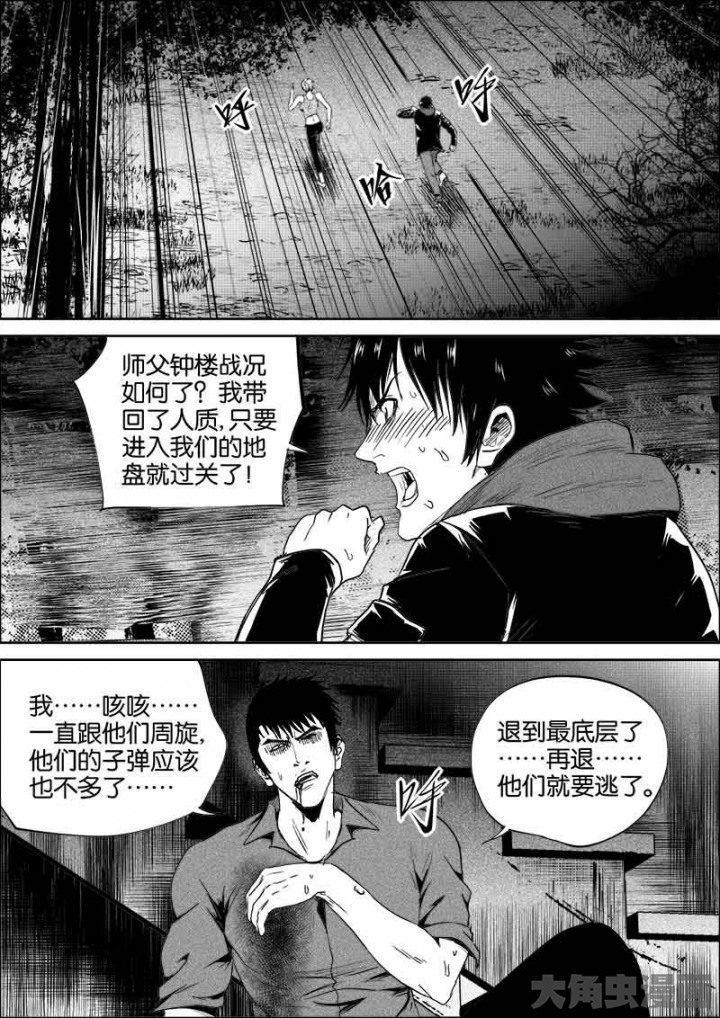 呼
呼
哈
师父钟楼战况
如何了？我带
回了人质，只要
进入我们的地
盘就过关了！
我……咳咳……
一直跟他们周旋，
他们的子弹应该
也不多了……
呼
退到最底层了
……再退……
他们就要逃了。
大角虫漫画